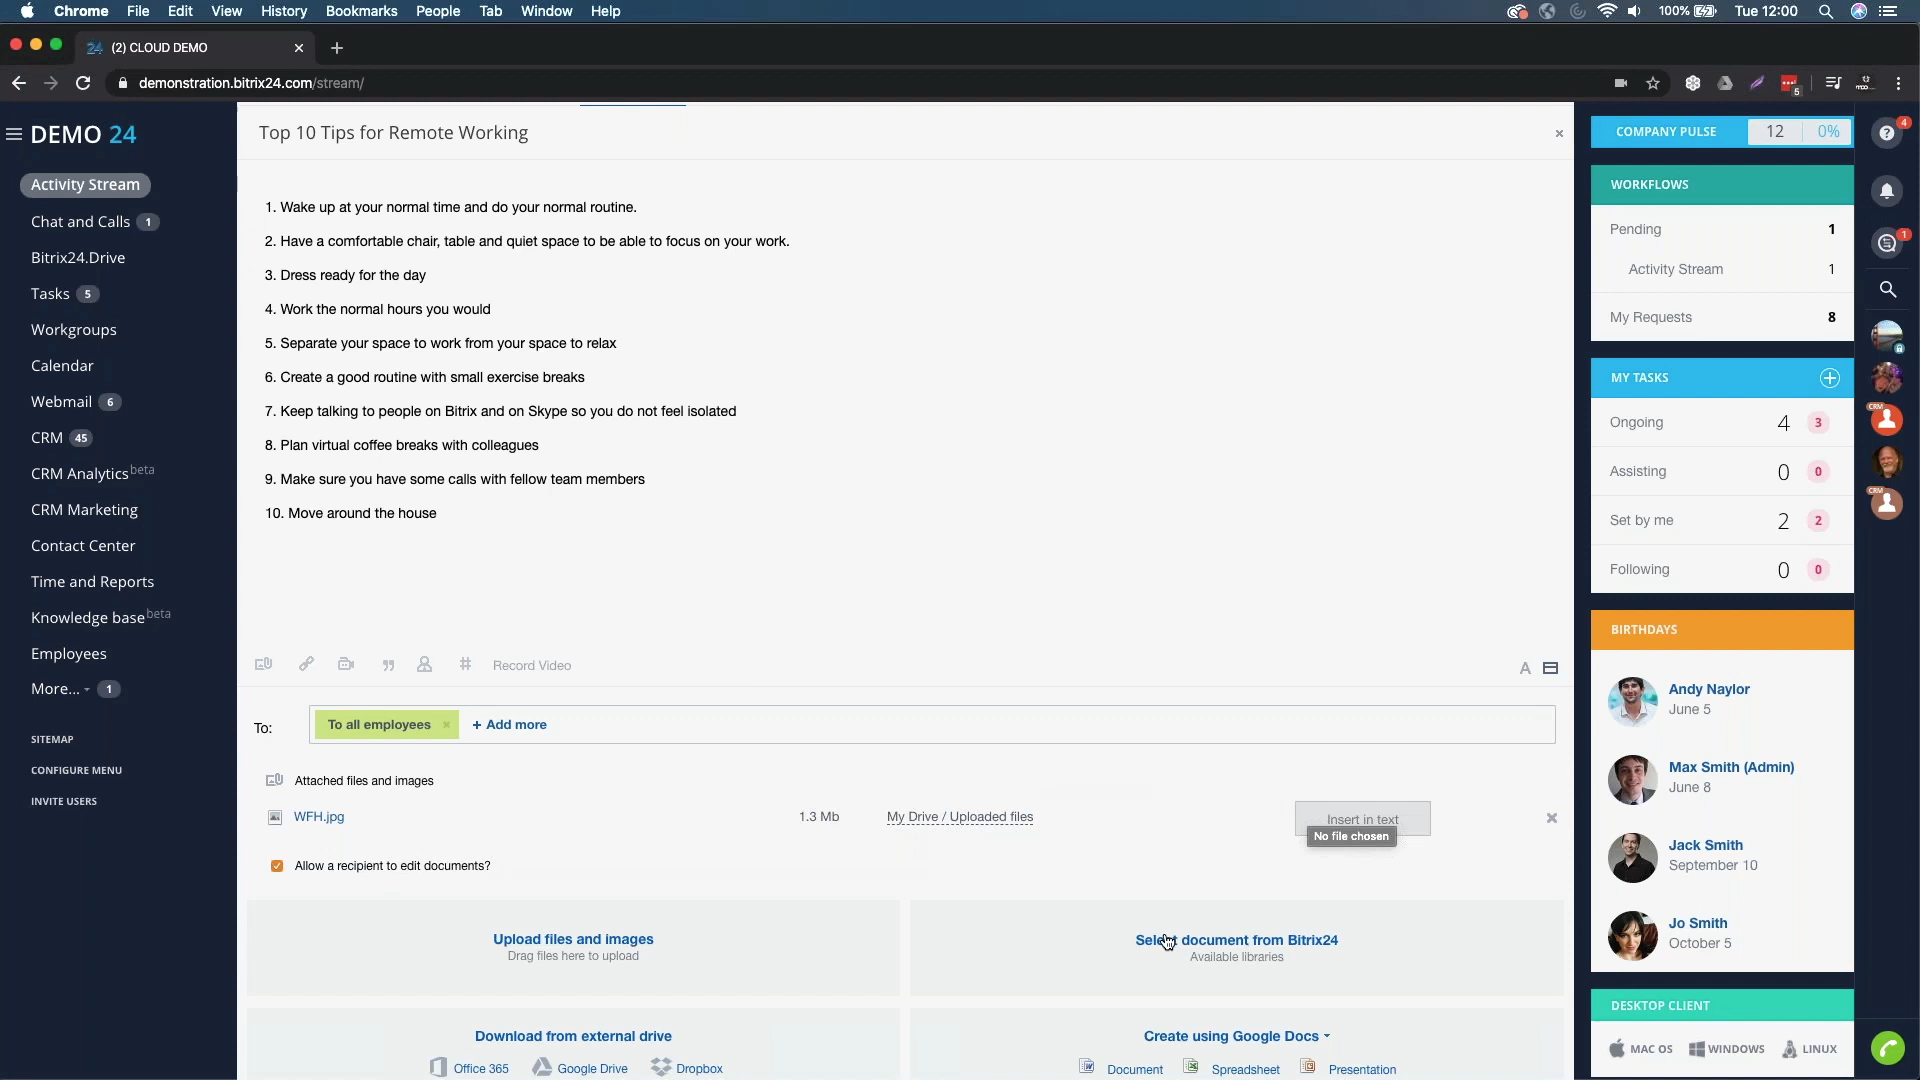 Chrome File Edit View History Bookmarks People Tab Window Help 100% Tue 12:00
24 (2) CLOUD DEMO
demonstration.bitrix24.com/stream/
5
DEMO 24
Activity Stream
Chat and Calls 1
Bitrix24.Drive
Tasks 5
Workgroups
Calendar
Webmail 6
CRM 45
CRM Analytics beta
CRM Marketing
Contact Center
Time and Reports
Knowledge base beta
Employees
More... 1
SITEMAP
CONFIGURE MENU
INVITE USERS
Top 10 Tips for Remote Working
1. Wake up at your normal time and do your normal routine.
2. Have a comfortable chair, table and quiet space to be able to focus on your work.
3. Dress ready for the day
4. Work the normal hours you would
5. Separate your space to work from your space to relax
6. Create a good routine with small exercise breaks
7. Keep talking to people on Bitrix and on Skype so you do not feel isolated
8. Plan virtual coffee breaks with colleagues
9. Make sure you have some calls with fellow team members
10. Move around the house
# Record Video A
To: To all employees × + Add more
Attached files and images
WFH.jpg 1.3 Mb My Drive / Uploaded files Insert in text
No file chosen
Allow a recipient to edit documents?
Upload files and images
Drag files here to upload
Select document from Bitrix24
Available libraries
Download from external drive
Office 365 Google Drive Dropbox
Create using Google Docs
Document Spreadsheet Presentation
COMPANY PULSE 12 0%
WORKFLOWS
Pending 1
Activity Stream 1
My Requests 8
MY TASKS
Ongoing 4 3
Assisting 0 0
Set by me 2 2
Following 0 0
BIRTHDAYS
Andy Naylor
June 5
Max Smith (Admin)
June 8
Jack Smith
September 10
Jo Smith
October 5
DESKTOP CLIENT
MAC OS WINDOWS LINUX
? 4
1
CRM
CRM